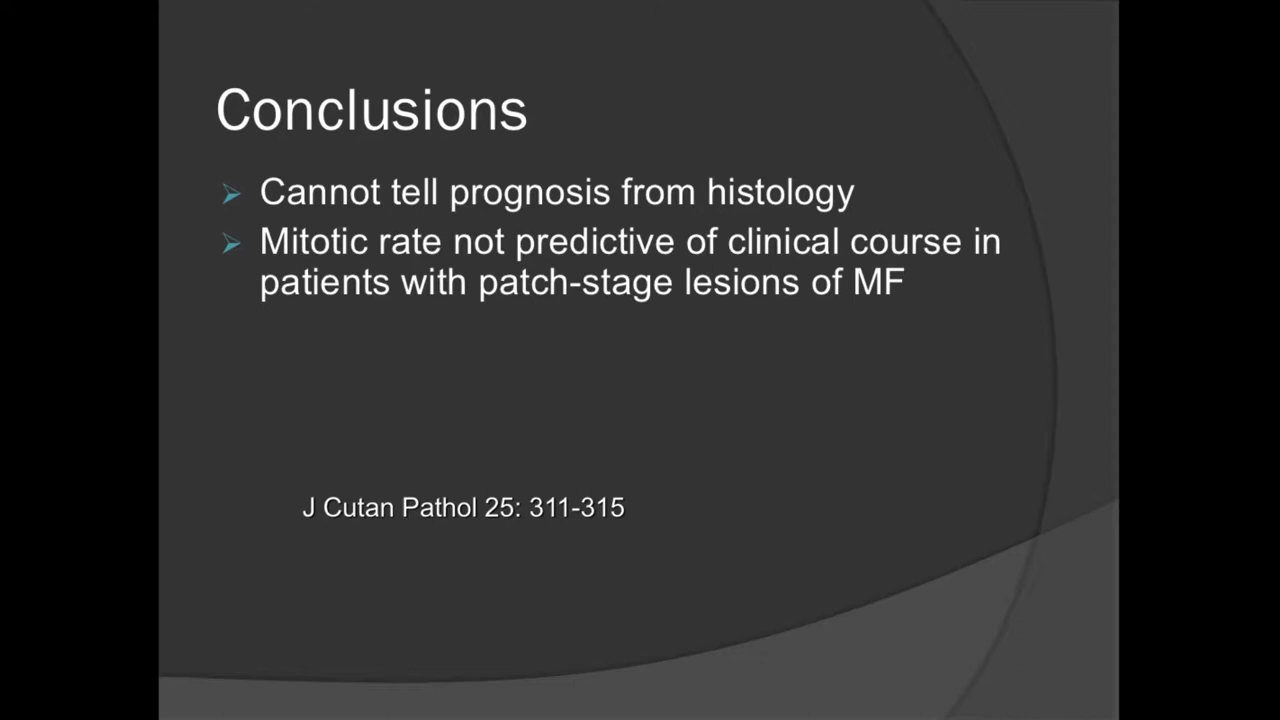 Conclusions
Cannot tell prognosis from histology
Mitotic rate not predictive of clinical course in
patients with patch-stage lesions of MF
J Cutan Pathol 25: 311-315